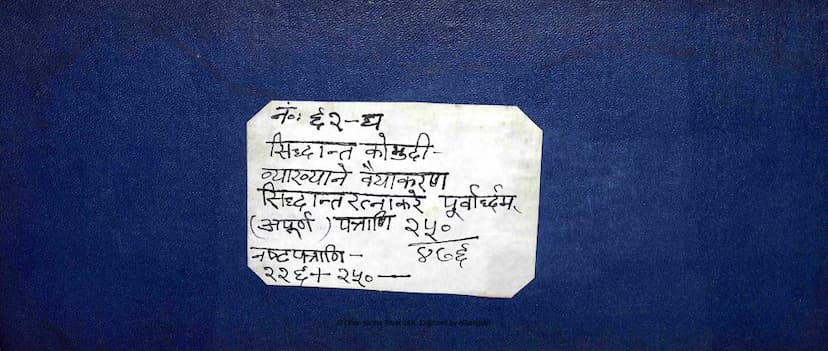 नं॰: ६२-घ
सिद्धान्त कौमुदी-
व्याख्याने वैयाकरण
सिद्धान्तरत्नाकरे पूर्वार्द्धम्
(अपूर्ण) पत्राणि २५०
४७६
नष्टपत्राणि-
२२६+२५०—